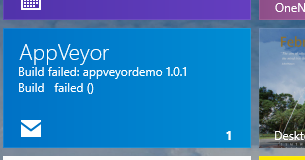 OneN
AppVeyor
Build failed: appveyordemo 1.0.1
Build   failed ()
1
Deskt